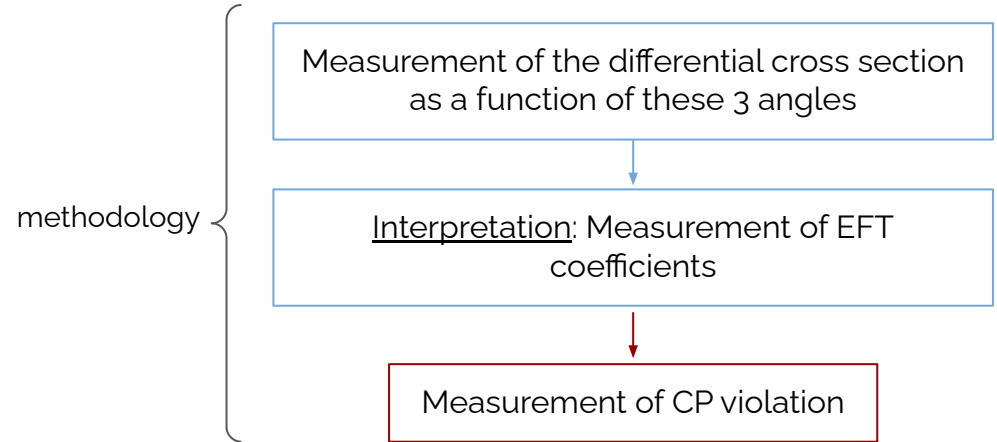 Measurement of the differential cross section
as a function of these 3 angles
methodology
Interpretation: Measurement of EFT
coefficients
Measurement of CP violation